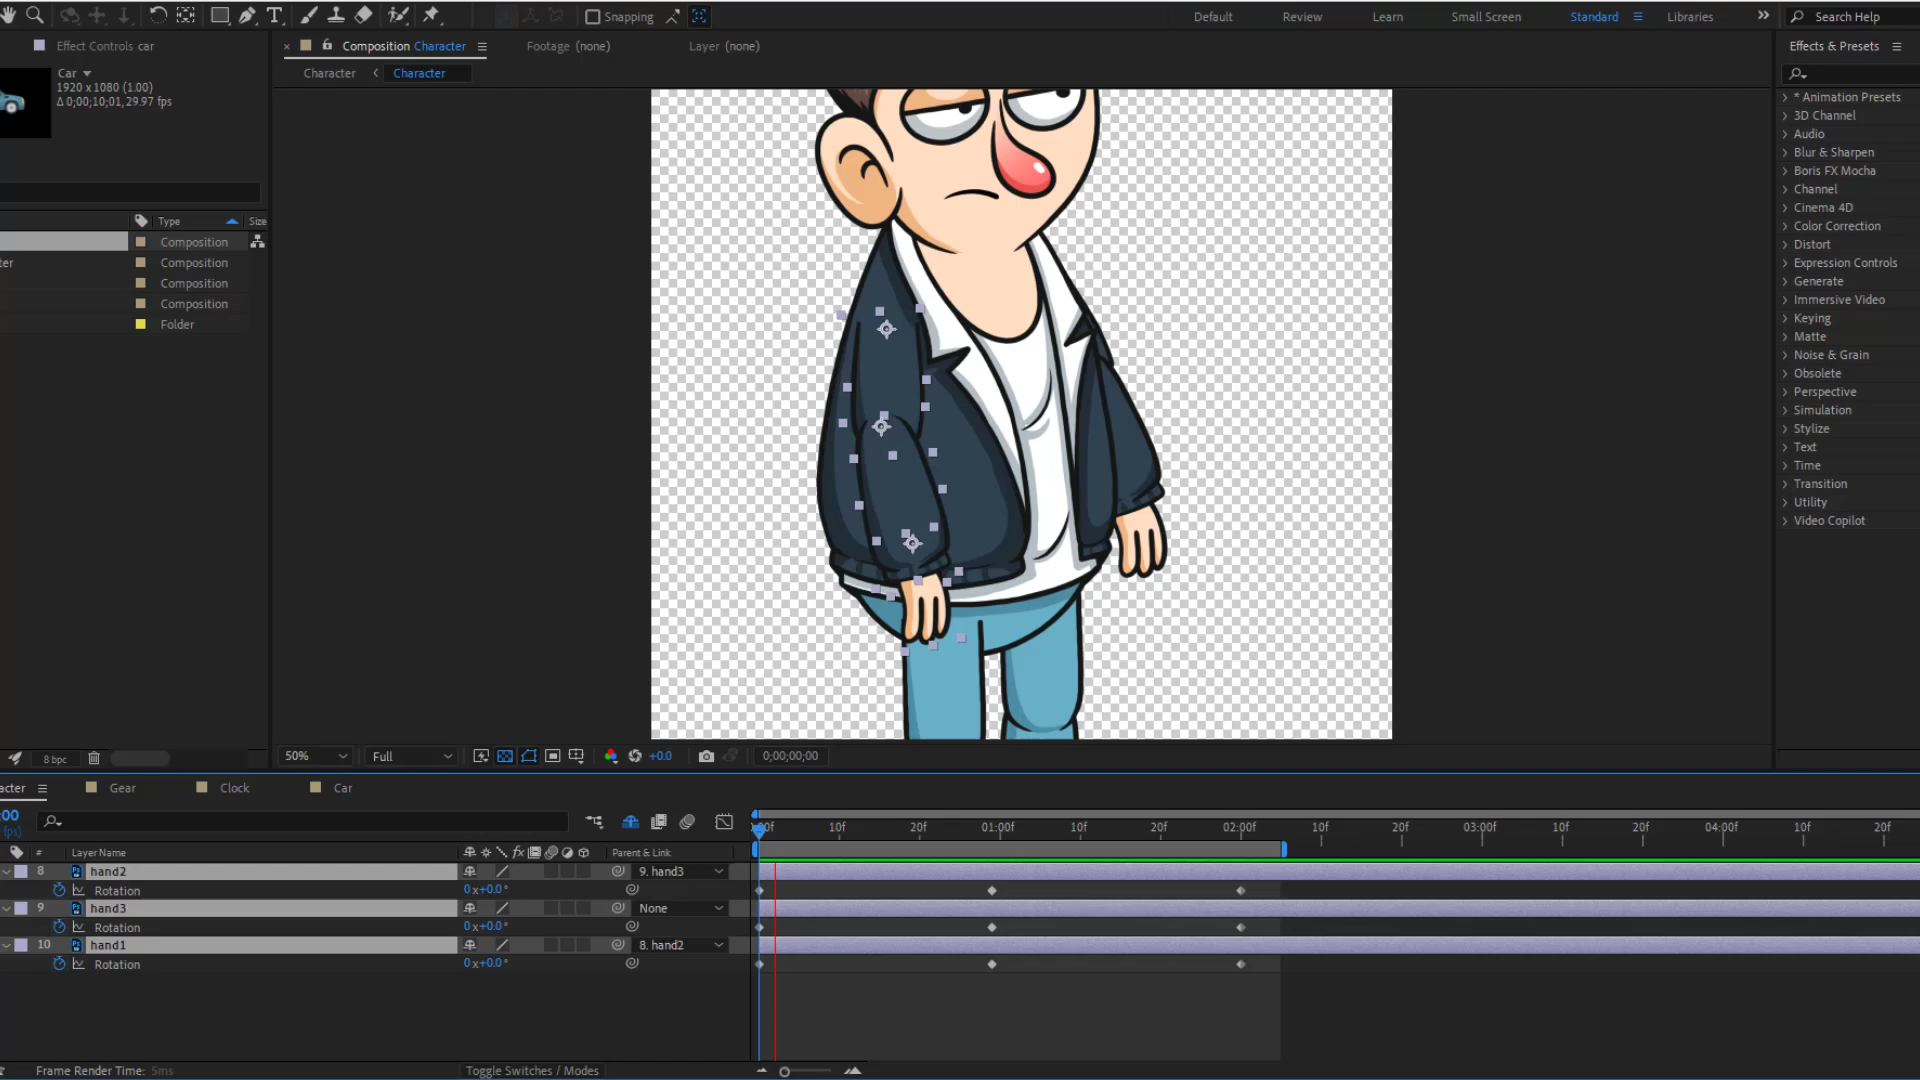 Snapping
Default
Review
Learn
Small Screen
Standard
Libraries
Search Help
Effect Controls car
Composition Character
Footage (none)
Layer (none)
Effects & Presets
Car
1920 x 1080 (1.00)
Δ 0;00;10;01, 29.97 fps
Character
Character
* Animation Presets
3D Channel
Audio
Blur & Sharpen
Boris FX Mocha
Channel
Cinema 4D
Color Correction
Distort
Expression Controls
Generate
Immersive Video
Keying
Matte
Noise & Grain
Obsolete
Perspective
Simulation
Stylize
Text
Time
Transition
Utility
Video Copilot
Type
Size
Composition
ter
Composition
Composition
Composition
Folder
8 bpc
50%
Full
+0.0
0;00;00;00
acter
Gear
Clock
Car
:00
fps)
:00f
10f
20f
01:00f
10f
20f
02:00f
10f
20f
03:00f
10f
20f
04:00f
10f
20f
#
Layer Name
fx
Parent & Link
8
hand2
9. hand3
Rotation
0x+0.0°
9
hand3
None
Rotation
0x+0.0°
10
hand1
8. hand2
Rotation
0x+0.0°
Frame Render Time: 5ms
Toggle Switches / Modes